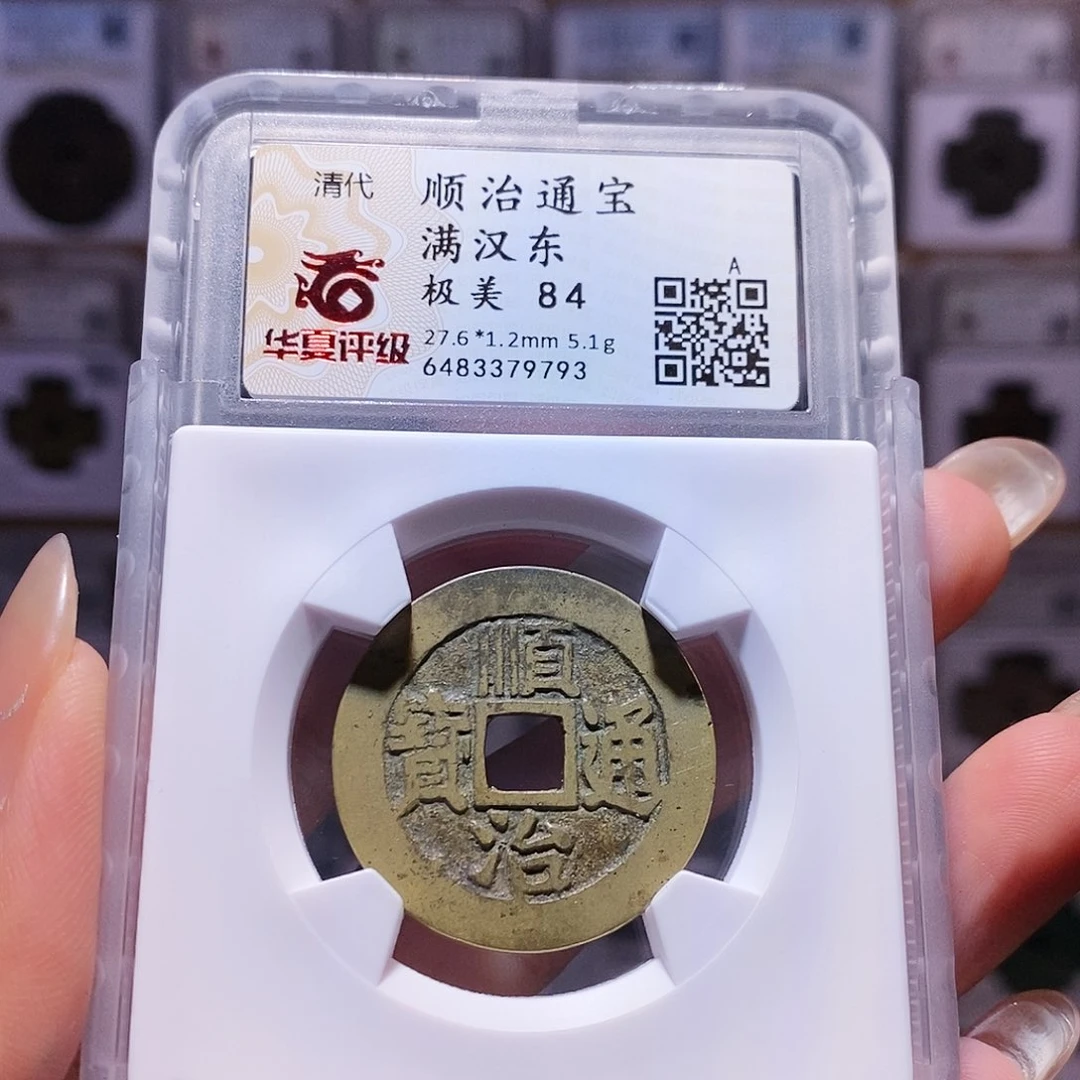 清代
顺治通宝
满汉东
极美 84
A
27.6*1.2mm 5.1g
6483379793
华夏评级
順
寶 通
治